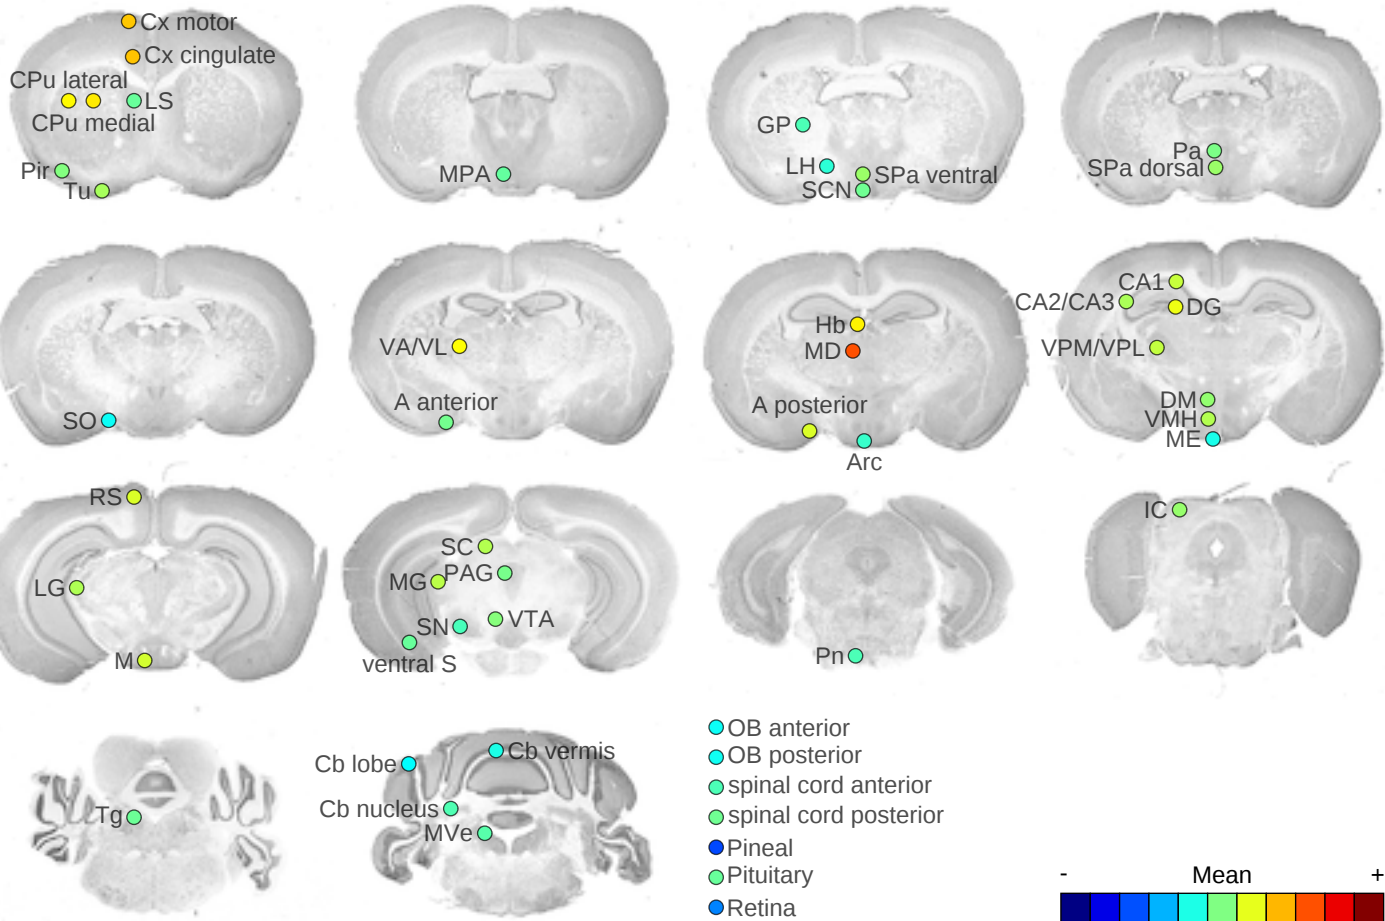 Cx motor
Cx cingulate
CPu lateral
LS
CPu medial
Pir
Tu
MPA
GP
LH
SPa ventral
SCN
Pa
SPa dorsal
SO
VA/VL
A anterior
Hb
MD
A posterior
Arc
CA1
CA2/CA3
DG
VPM/VPL
DM
VMH
ME
RS
LG
M
SC
PAG
MG
VTA
SN
ventral S
Pn
IC
Tg
Cb vermis
Cb lobe
Cb nucleus
MVe
OB anterior
OB posterior
spinal cord anterior
spinal cord posterior
Pineal
Pituitary
Retina
- Mean +